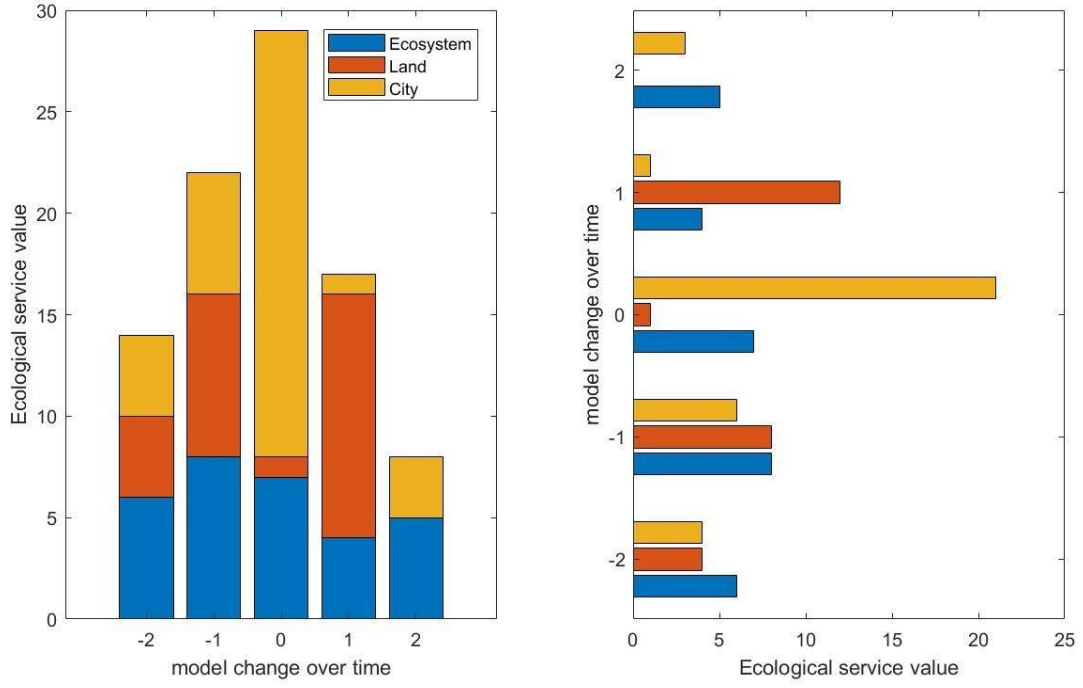 30
25
20
15
10
5
0
Ecological service value
-2 -1 0 1 2
model change over time
Ecosystem
Land
City
2
1
0
-1
-2
model change over time
0 5 10 15 20 25
Ecological service value